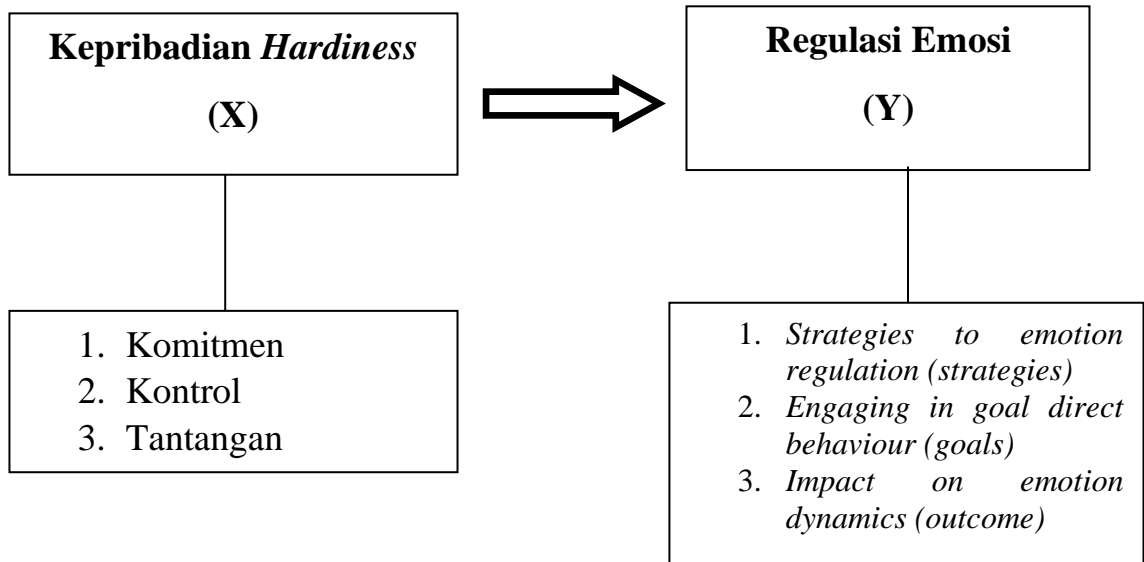 Kepribadian Hardiness
(X)
Regulasi Emosi
(Y)
1. Komitmen
2. Kontrol
3. Tantangan
1. Strategies to emotion
regulation (strategies)
2. Engaging in goal direct
behaviour (goals)
3. Impact on emotion
dynamics (outcome)